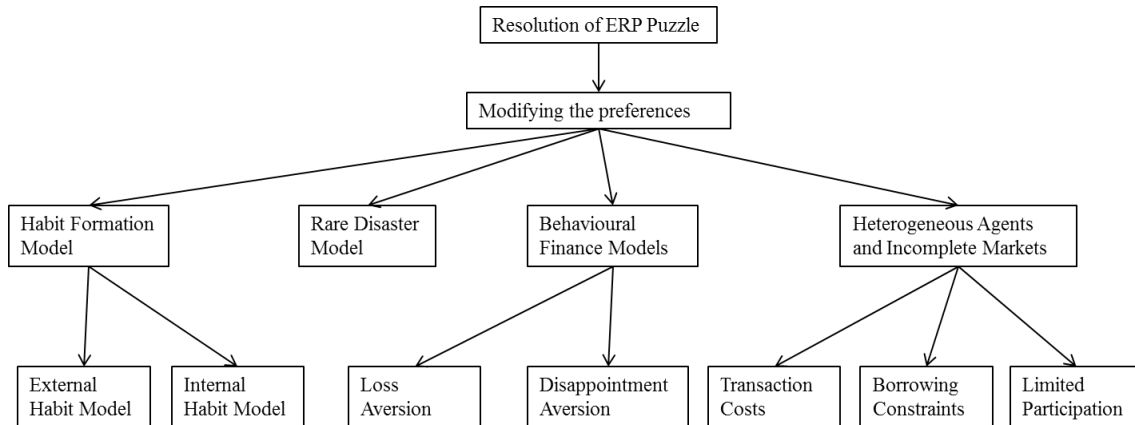 Resolution of ERP Puzzle
Modifying the preferences
Habit Formation
Model
Rare Disaster
Model
Behavioural
Finance Models
Heterogeneous Agents
and Incomplete Markets
External
Habit Model
Internal
Habit Model
Loss
Aversion
Disappointment
Aversion
Transaction
Costs
Borrowing
Constraints
Limited
Participation